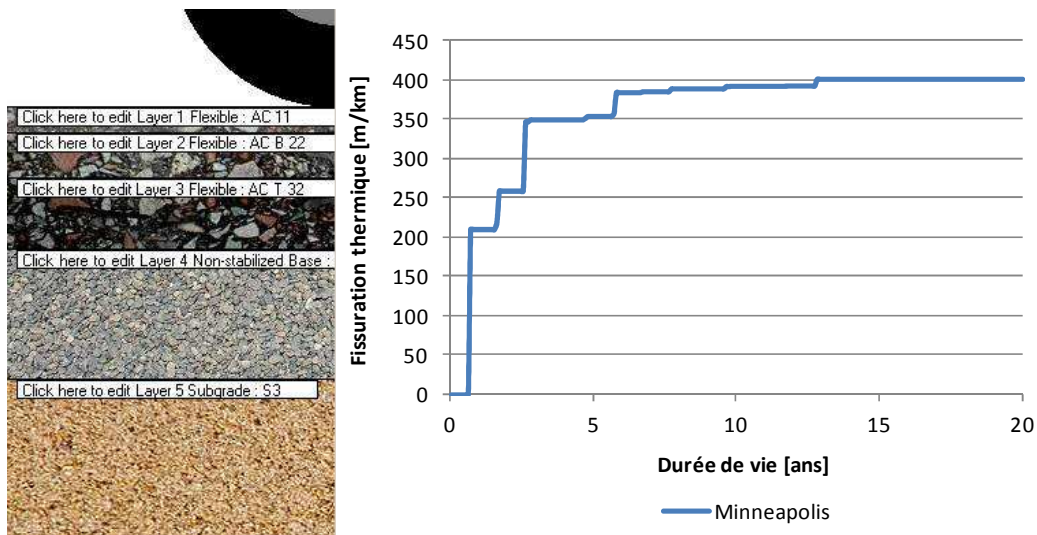 Click here to edit Layer 1 Flexible : AC 11
Click here to edit Layer 2 Flexible : AC B 22
Click here to edit Layer 3 Flexible : AC T 32
Click here to edit Layer 4 Non-stabilized Base :
Click here to edit Layer 5 Subgrade : S3
Fissuration thermique [m/km]
450
400
350
300
250
200
150
100
50
0
0 5 10 15 20
Durée de vie [ans]
Minneapolis